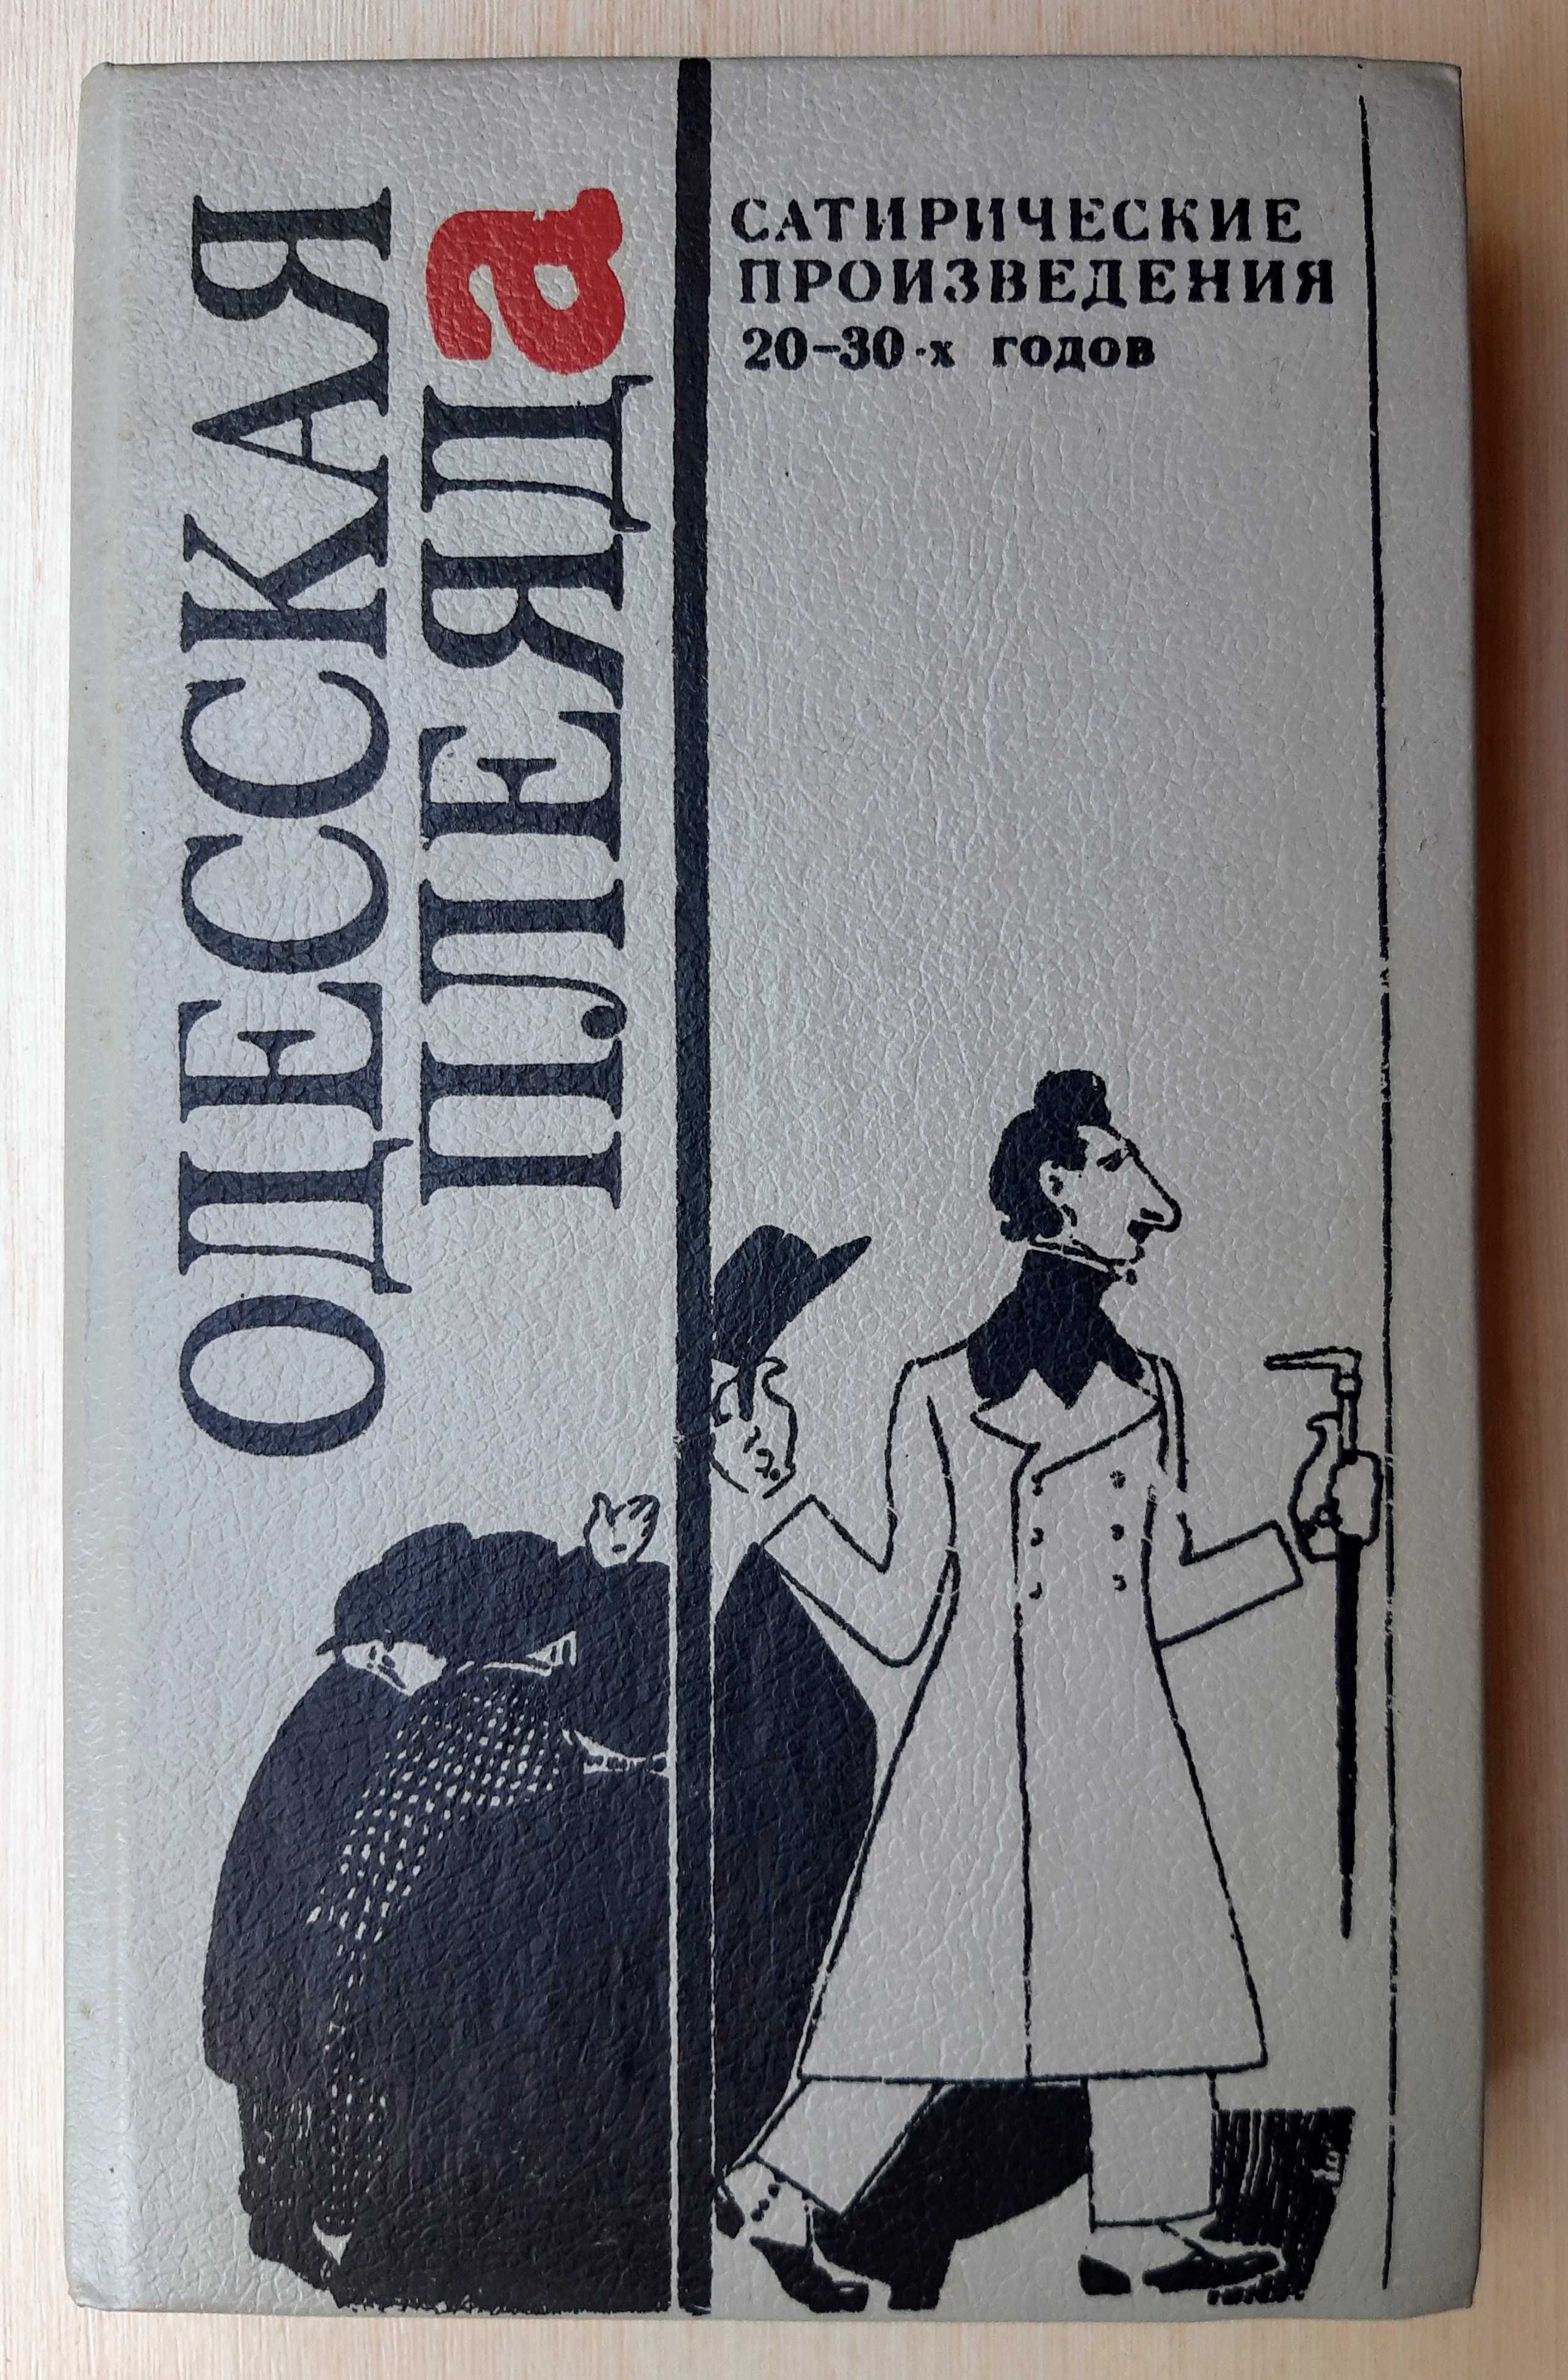 ОДЕССКАЯ
ПЛЕЯДа
САТИРИЧЕСКИЕ
ПРОИЗВЕДЕНИЯ
20-30-х годов